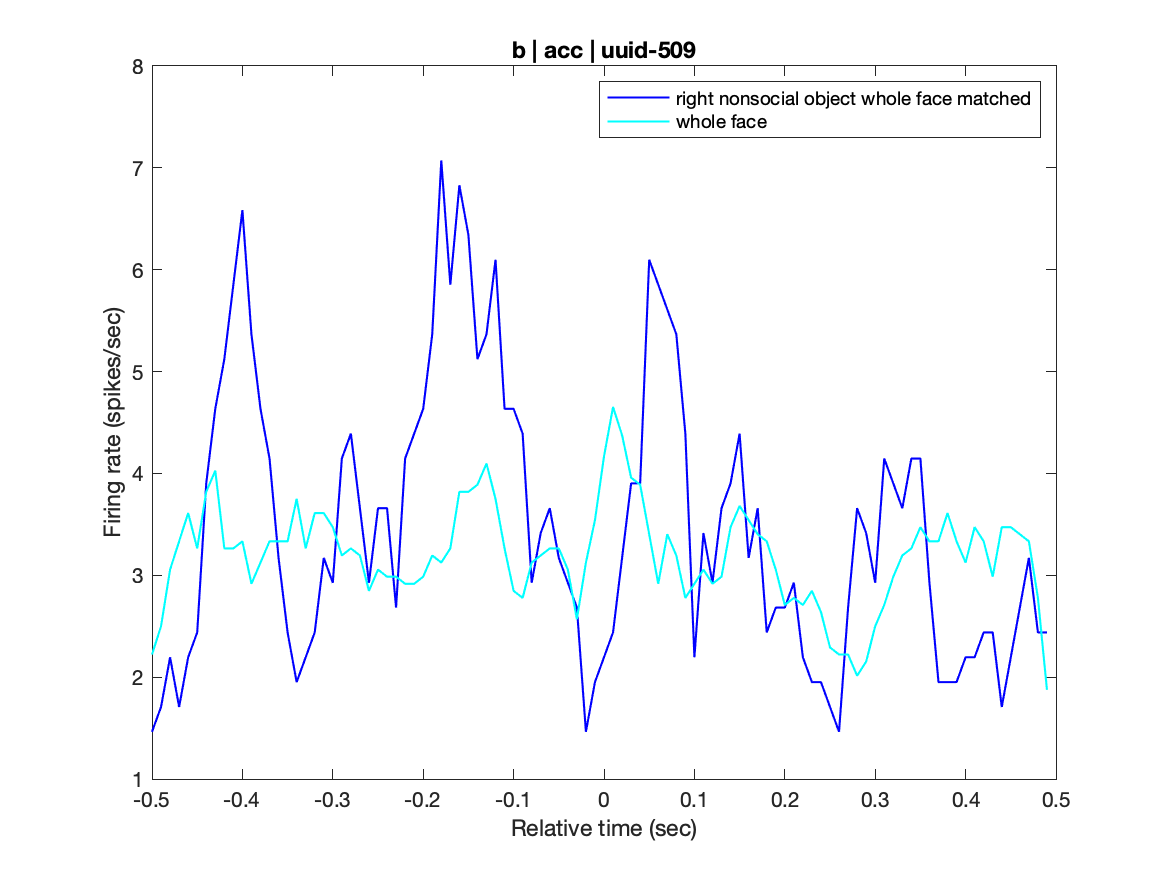 b | acc | uuid-509
right nonsocial object whole face matched
whole face
Firing rate (spikes/sec)
8
7
6
5
4
3
2
1
-0.5 -0.4 -0.3 -0.2 -0.1 0 0.1 0.2 0.3 0.4 0.5
Relative time (sec)